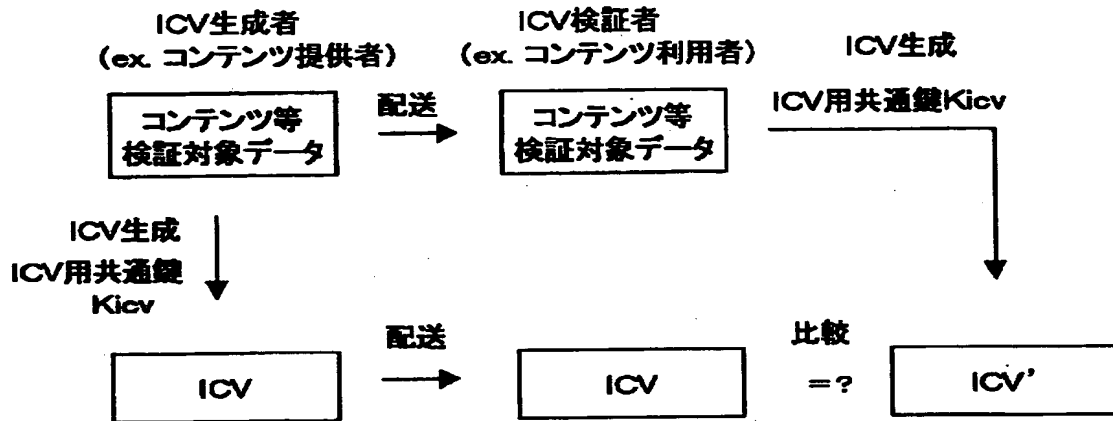 ICV生成者
(ex. コンテンツ提供者)
ICV検証者
(ex. コンテンツ利用者)
ICV生成
ICV用共通鍵Kicv
コンテンツ等
検証対象データ
配送
コンテンツ等
検証対象データ
ICV生成
ICV用共通鍵
Kicv
配送
比較
=?
ICV
ICV
ICV'